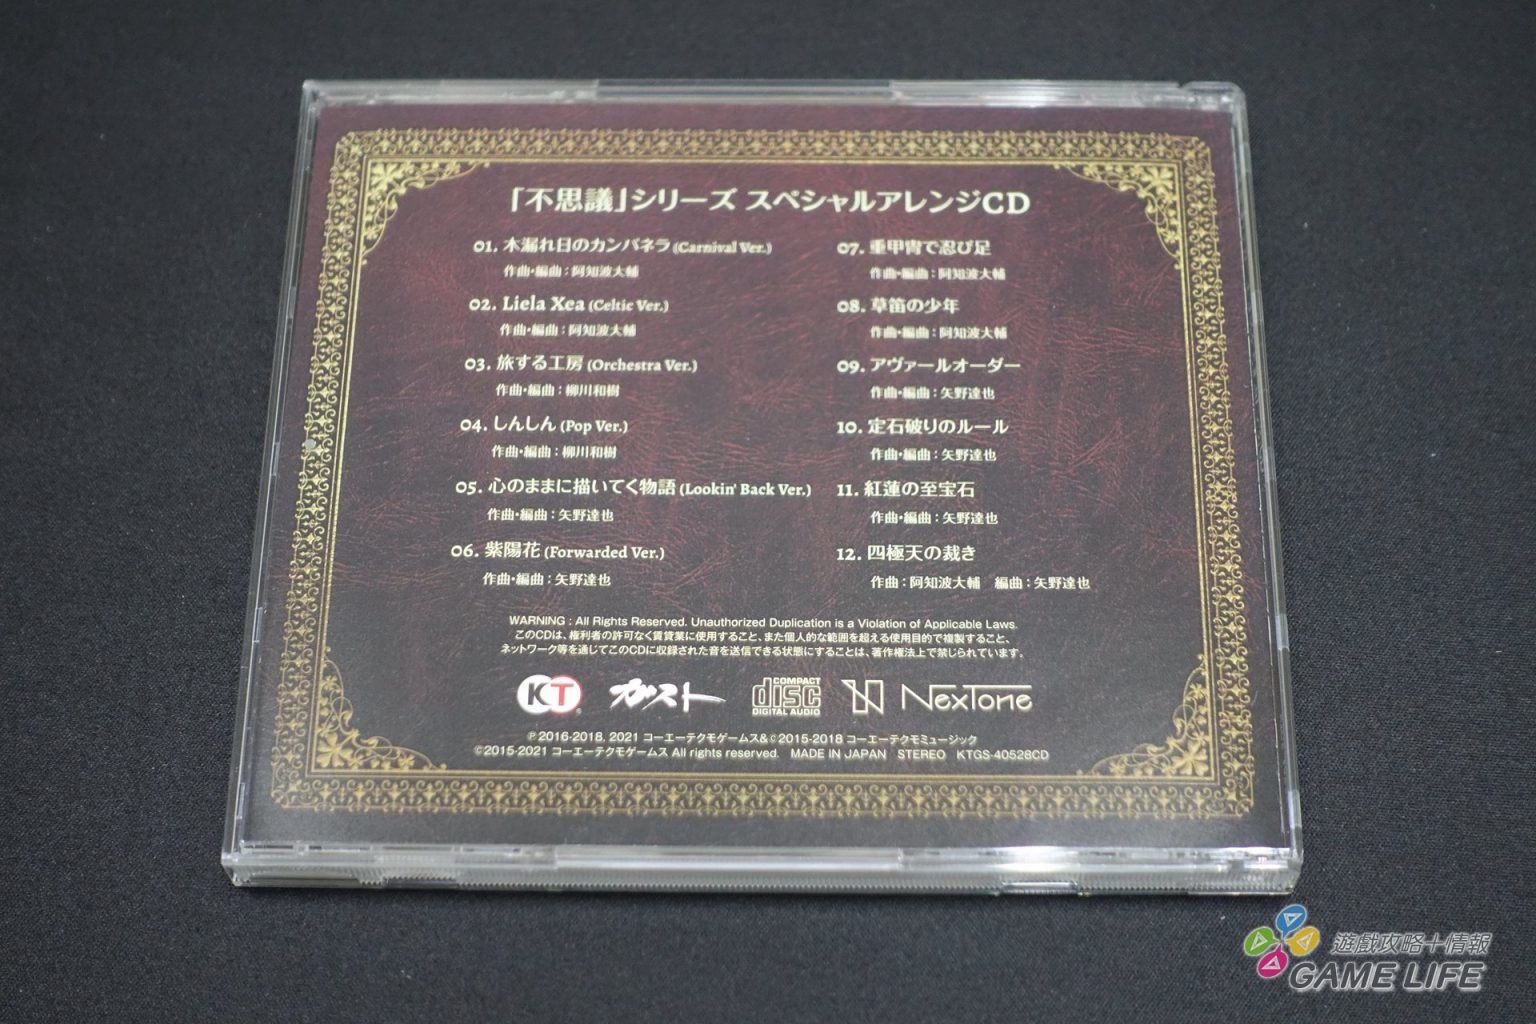 「不思議」シリーズ スペシャルアレンジCD
01. 木漏れ日のカンパネラ (Carnival Ver.)
作曲・編曲：阿知波大輔
02. Liela Xea (Celtic Ver.)
作曲・編曲：阿知波大輔
03. 旅する工房 (Orchestra Ver.)
作曲・編曲：柳川和樹
04. しんしん (Pop Ver.)
作曲・編曲：柳川和樹
05. 心のままに描いてく物語 (Lookin' Back Ver.)
作曲・編曲：矢野達也
06. 紫陽花 (Forwarded Ver.)
作曲・編曲：矢野達也
07. 重甲冑で忍び足
作曲・編曲：阿知波大輔
08. 草笛の少年
作曲・編曲：阿知波大輔
09. アヴァールオーダー
作曲・編曲：矢野達也
10. 定石破りのルール
作曲・編曲：矢野達也
11. 紅蓮の至宝石
作曲・編曲：矢野達也
12. 四極天の裁き
作曲：阿知波大輔 編曲：矢野達也
WARNING : All Rights Reserved. Unauthorized Duplication is a Violation of Applicable Laws.
このCDは、権利者の許可なく賃貸業に使用すること、また個人的な範囲を超える使用目的で複製すること、
ネットワーク等を通じてこのCDに収録された音を送信できる状態にすることは、著作権法上で禁じられています。
KT ガスト COMPACT disc DIGITAL AUDIO NexTone
℗2016-2018, 2021 コーエーテクモゲームス&©2015-2018 コーエーテクモミュージック
©2015-2021 コーエーテクモゲームス All rights reserved. MADE IN JAPAN STEREO KTGS-40528CD
遊戲攻略+情報
GAME LIFE